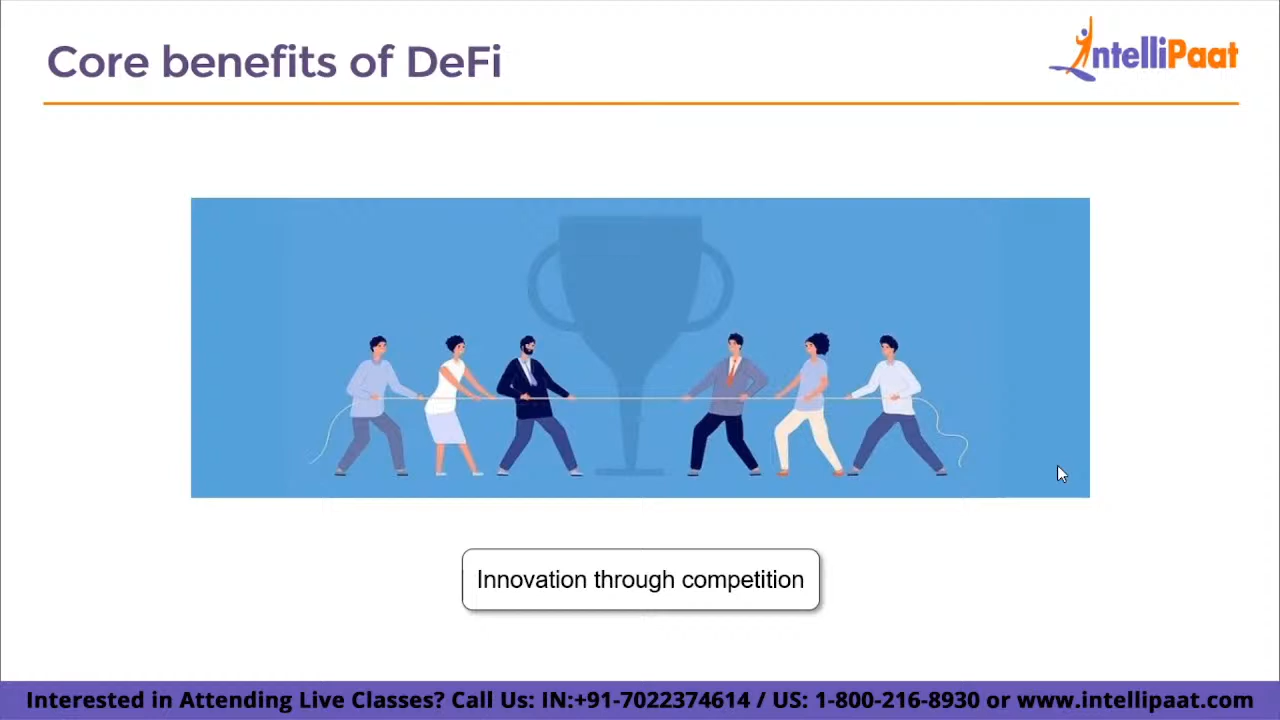 Core benefits of DeFi
IntelliPaat
Innovation through competition
Interested in Attending Live Classes? Call Us: IN:+91-7022374614 / US: 1-800-216-8930 or www.intellipaat.com